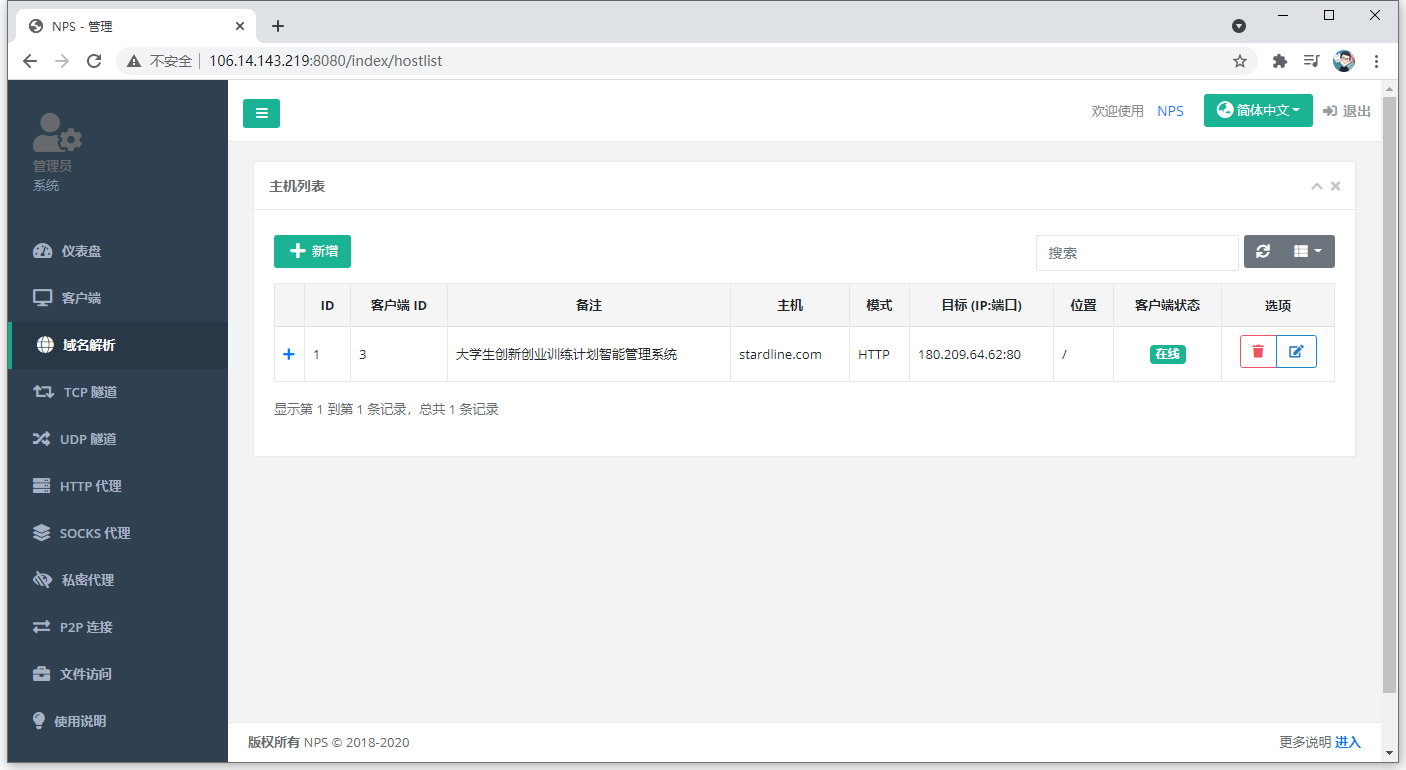 NPS - 管理
不安全 106.14.143.219:8080/index/hostlist
管理员
系统
仪表盘
客户端
域名解析
TCP 隧道
UDP 隧道
HTTP 代理
SOCKS 代理
私密代理
P2P 连接
文件访问
使用说明
欢迎使用 NPS 简体中文 退出
主机列表
新增 搜索
ID 客户端 ID 备注 主机 模式 目标 (IP:端口) 位置 客户端状态 选项
1 3 大学生创新创业训练计划智能管理系统 stardline.com HTTP 180.209.64.62:80 / 在线
显示第 1 到第 1 条记录，总共 1 条记录
版权所有 NPS © 2018-2020 更多说明 进入